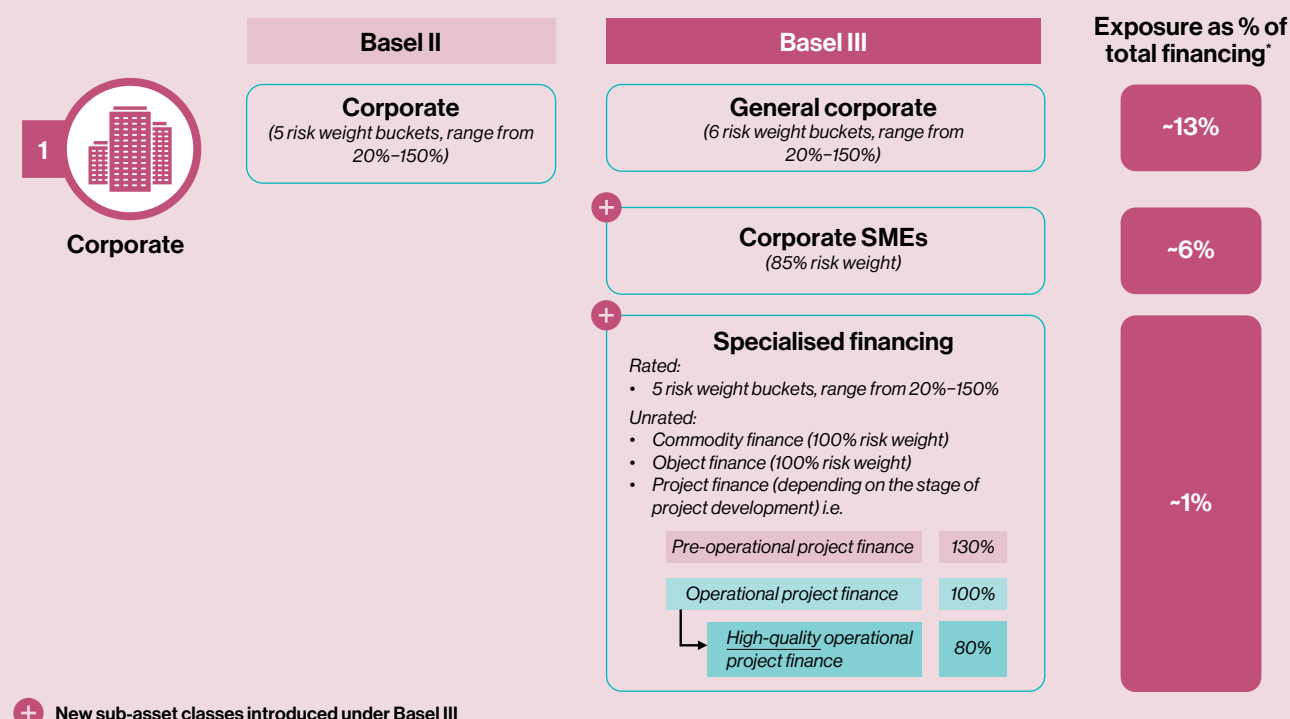 Basel II
Basel III
Exposure as % of
total financing*
1
Corporate
Corporate
(5 risk weight buckets, range from
20%–150%)
General corporate
(6 risk weight buckets, range from
20%–150%)
~13%
+
Corporate SMEs
(85% risk weight)
~6%
+
Specialised financing
Rated:
• 5 risk weight buckets, range from 20%–150%
Unrated:
• Commodity finance (100% risk weight)
• Object finance (100% risk weight)
• Project finance (depending on the stage of
project development) i.e.
Pre-operational project finance 130%
Operational project finance 100%
High-quality operational
project finance
80%
~1%
+ New sub-asset classes introduced under Basel III